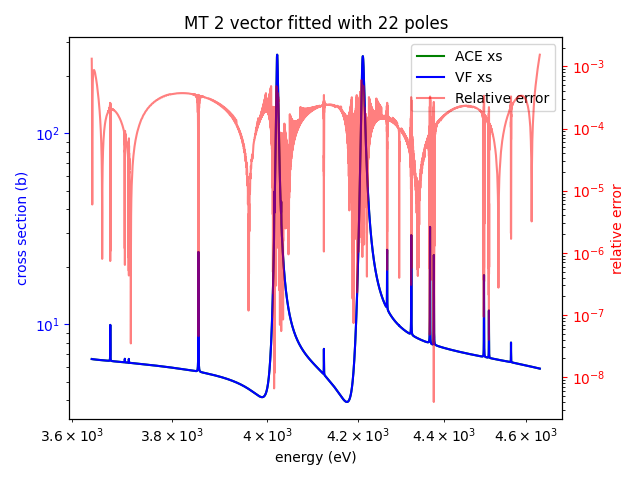 MT 2 vector fitted with 22 poles
ACE xs
VF xs
Relative error
cross section (b)
10²
10¹
relative error
10⁻³
10⁻⁴
10⁻⁵
10⁻⁶
10⁻⁷
10⁻⁸
3.6 × 10³
3.8 × 10³
4 × 10³
4.2 × 10³
4.4 × 10³
4.6 × 10³
energy (eV)